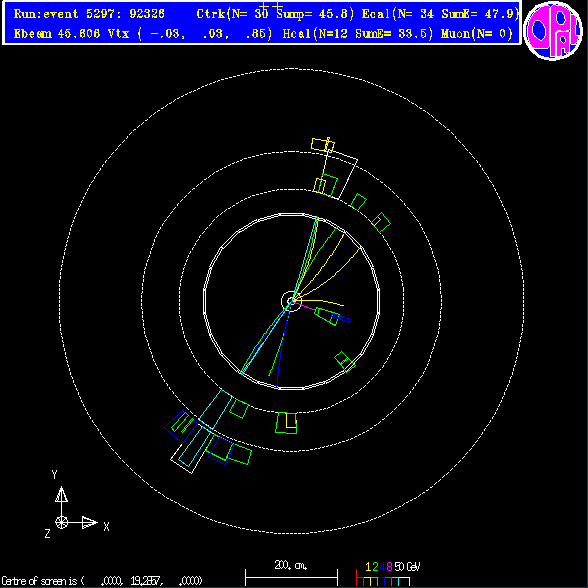 Run:event 5297: 92326 Ctrk(N= 30 Sump= 45.8) Ecal(N= 34 SumE= 47.9)
Ebeam 45.606 Vtx ( -.03, .03, .85) Hcal(N=12 SumE= 33.5) Muon(N= 0)
OPAL
Y
X
Z
200. cm.
Centre of screen is ( .0000, 19.2857, .0000)
1 2 4 8 50 GeV